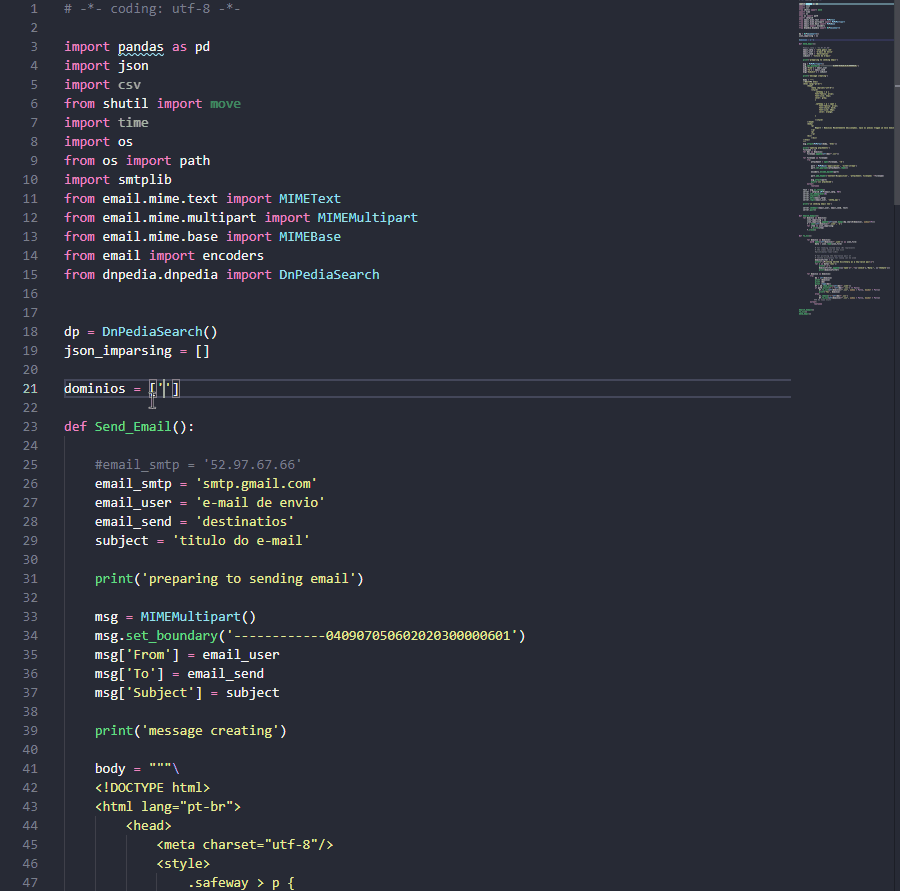 1 # -*- coding: utf-8 -*-
2
3 import pandas as pd
4 import json
5 import csv
6 from shutil import move
7 import time
8 import os
9 from os import path
10 import smtplib
11 from email.mime.text import MIMEText
12 from email.mime.multipart import MIMEMultipart
13 from email.mime.base import MIMEBase
14 from email import encoders
15 from dnpedia.dnpedia import DnPediaSearch
16
17
18 dp = DnPediaSearch()
19 json_imparsing = []
20
21 dominios = ['']
22
23 def Send_Email():
24
25 #email_smtp = '52.97.67.66'
26 email_smtp = 'smtp.gmail.com'
27 email_user = 'e-mail de envio'
28 email_send = 'destinatios'
29 subject = 'titulo do e-mail'
30
31 print('preparing to sending email')
32
33 msg = MIMEMultipart()
34 msg.set_boundary('------------040907050602020300000601')
35 msg['From'] = email_user
36 msg['To'] = email_send
37 msg['Subject'] = subject
38
39 print('message creating')
40
41 body = """\
42 <!DOCTYPE html>
43 <html lang="pt-br">
44 <head>
45 <meta charset="utf-8"/>
46 <style>
47 .safeway > p {